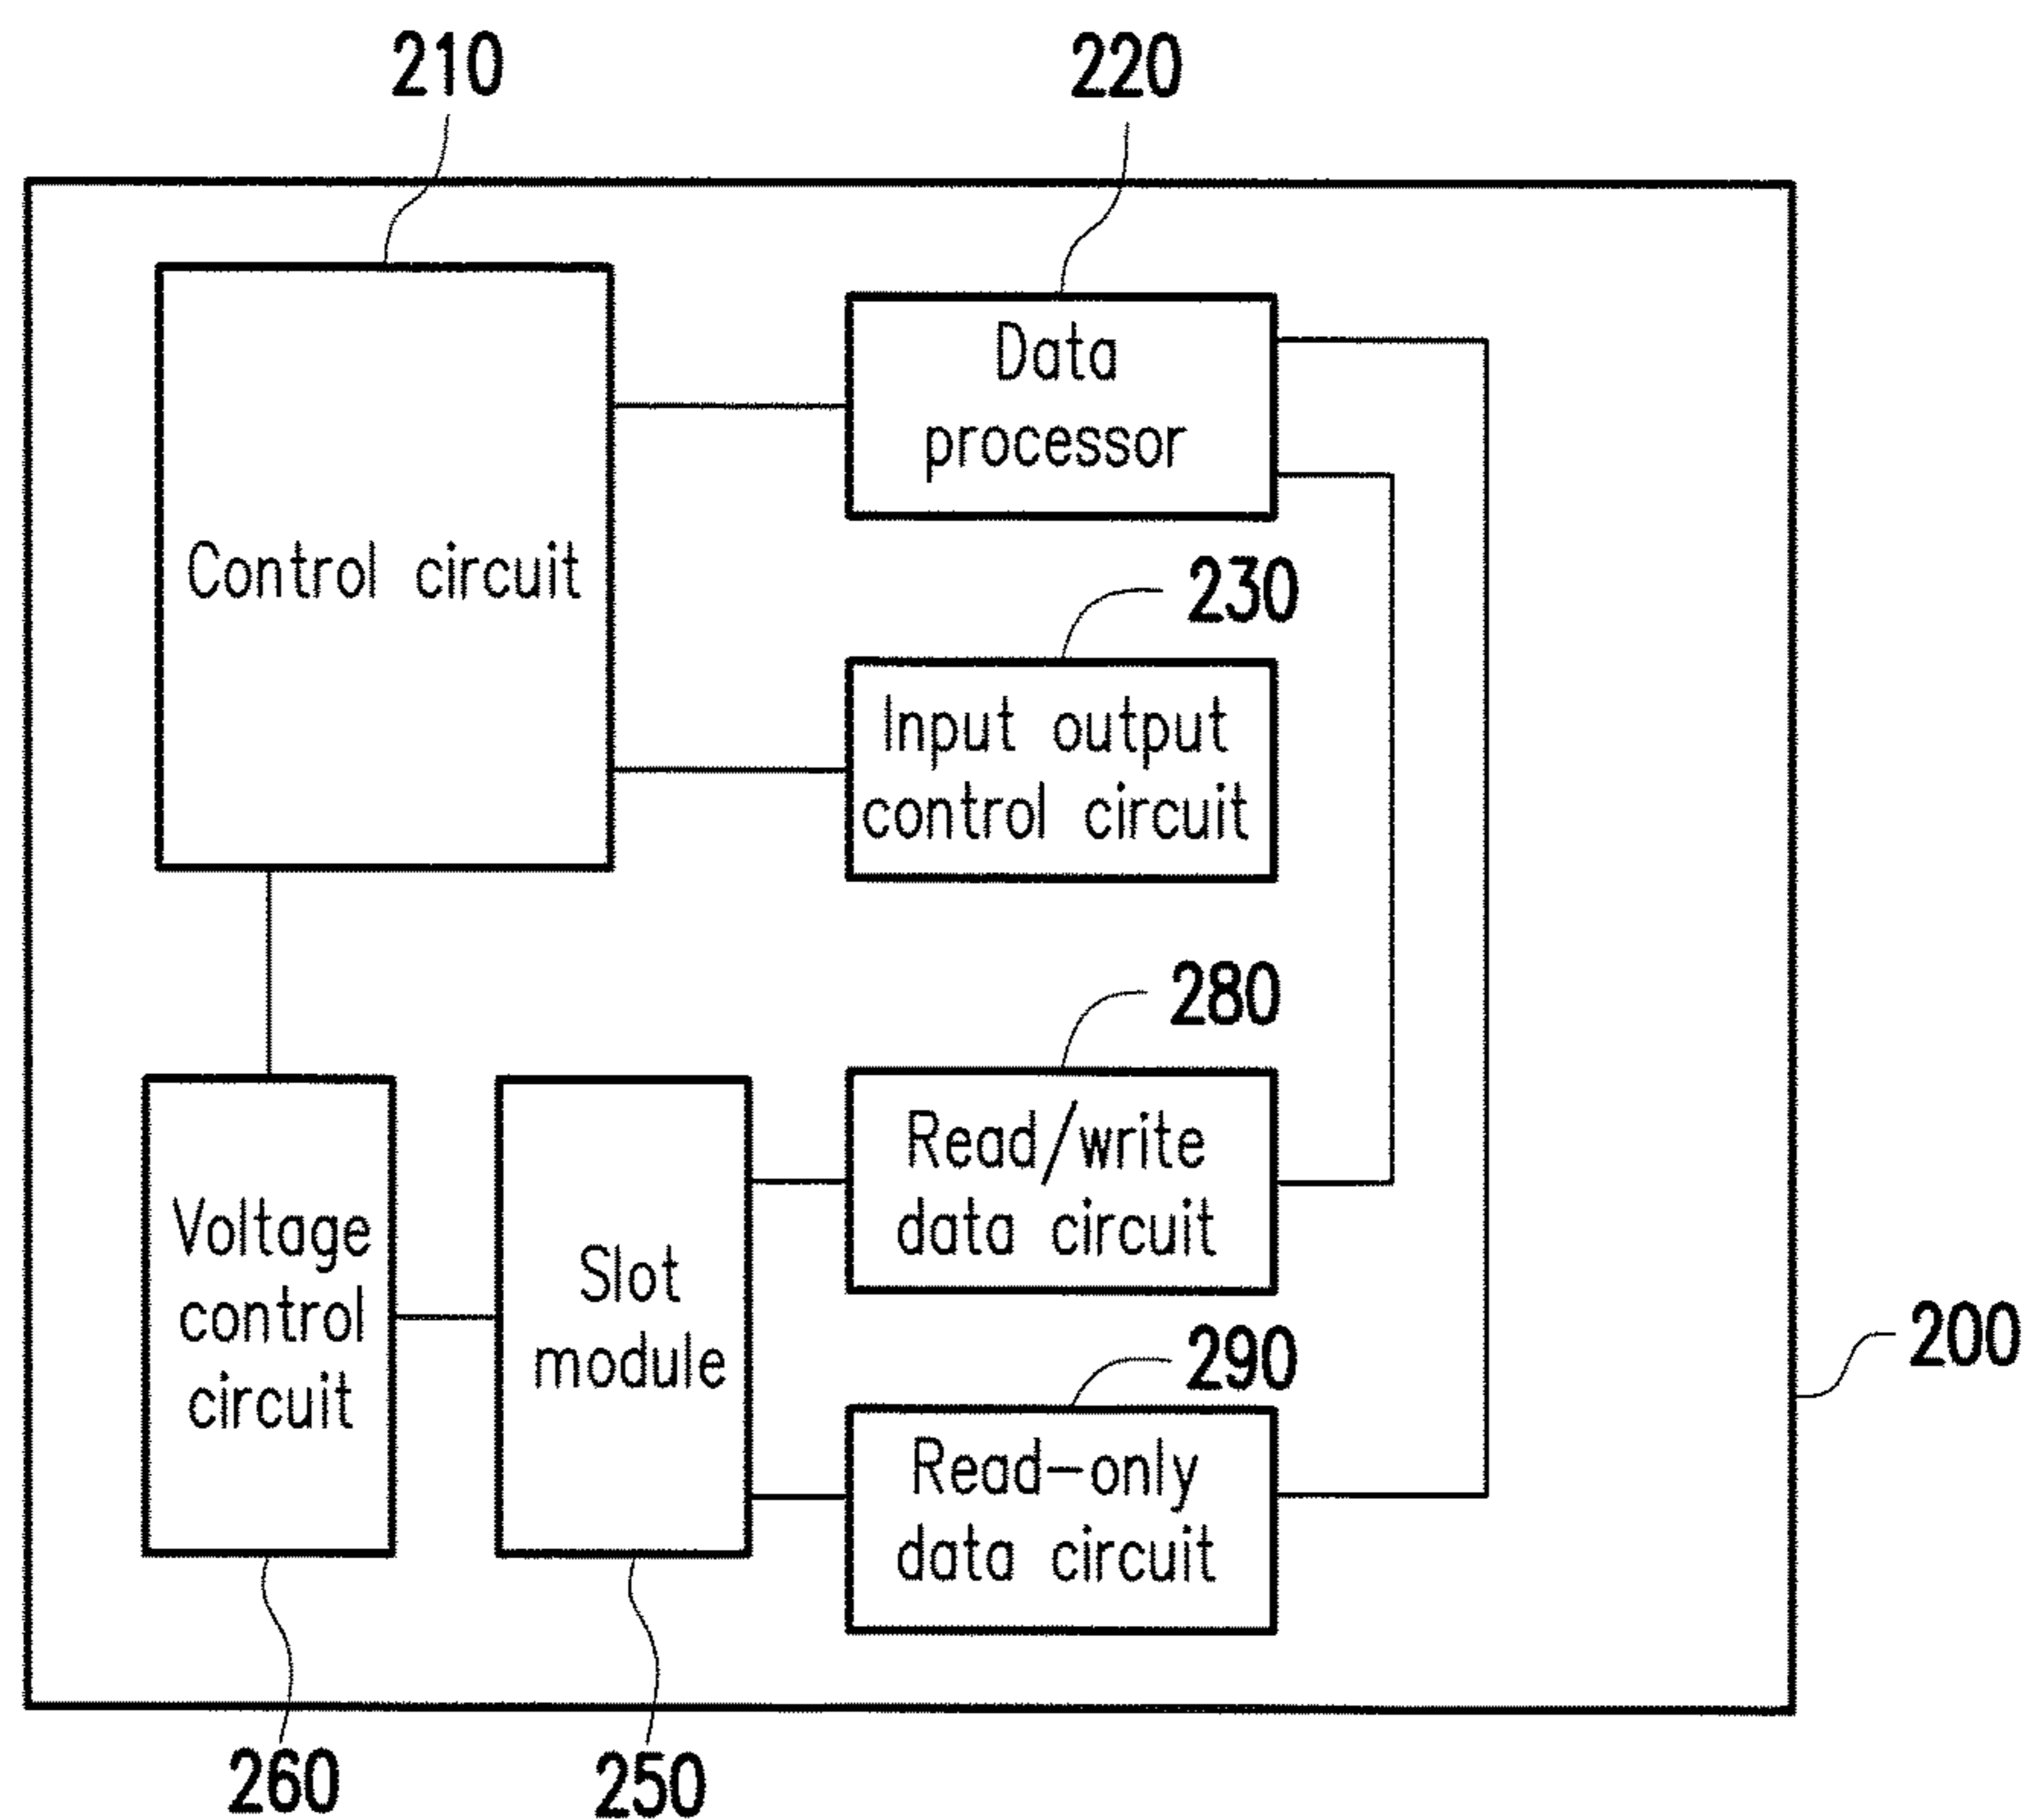 210
220
Data
processor
Control circuit
230
Input output
control circuit
280
Read/write
data circuit
Voltage
control
circuit
Slot
module
290
Read-only
data circuit
200
260
250